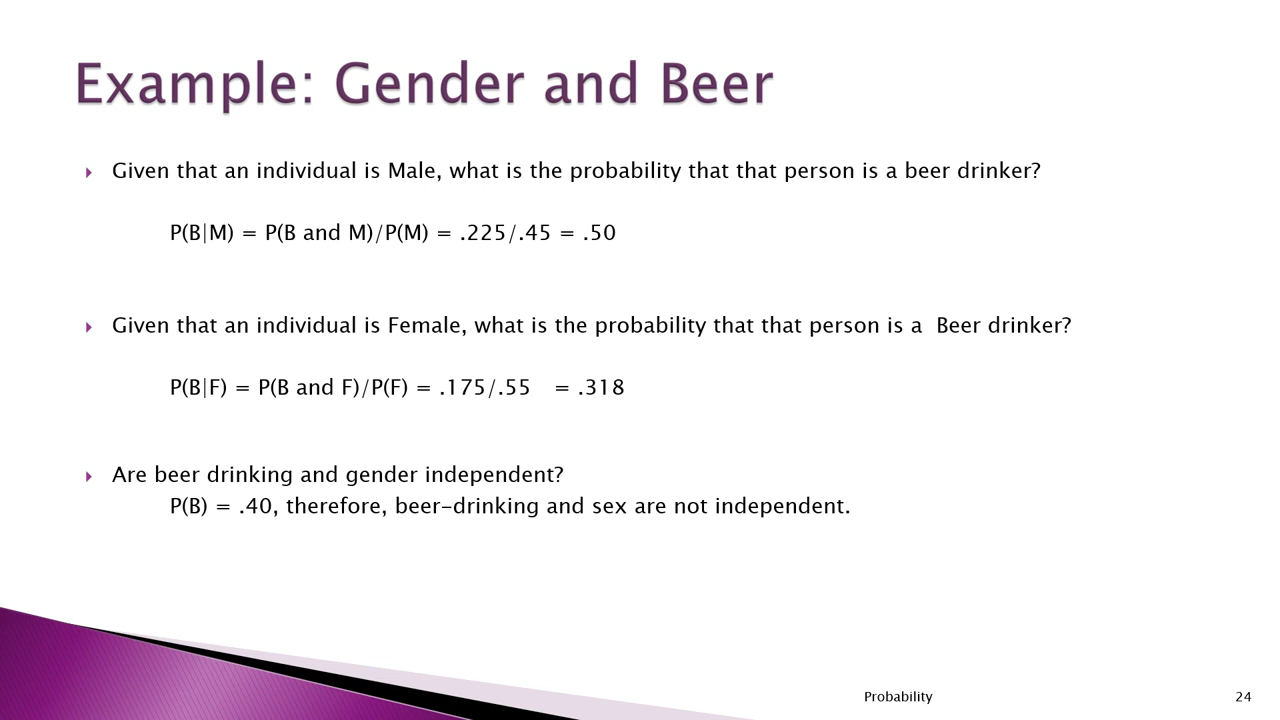 Example: Gender and Beer
Given that an individual is Male, what is the probability that that person is a beer drinker?
P(B|M) = P(B and M)/P(M) = .225/.45 = .50
Given that an individual is Female, what is the probability that that person is a  Beer drinker?
P(B|F) = P(B and F)/P(F) = .175/.55   = .318
Are beer drinking and gender independent?
P(B) = .40, therefore, beer-drinking and sex are not independent.
Probability
24